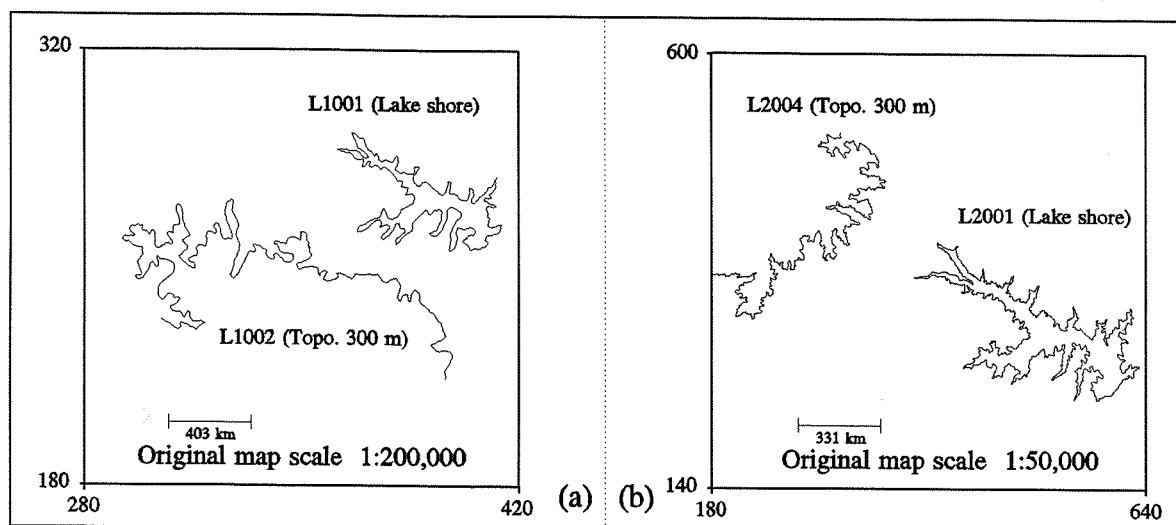 320
L1001 (Lake shore)
L1002 (Topo. 300 m)
403 km
Original map scale 1:200,000
180
280
420
(a)
(b)
600
L2004 (Topo. 300 m)
L2001 (Lake shore)
331 km
Original map scale 1:50,000
140
180
640